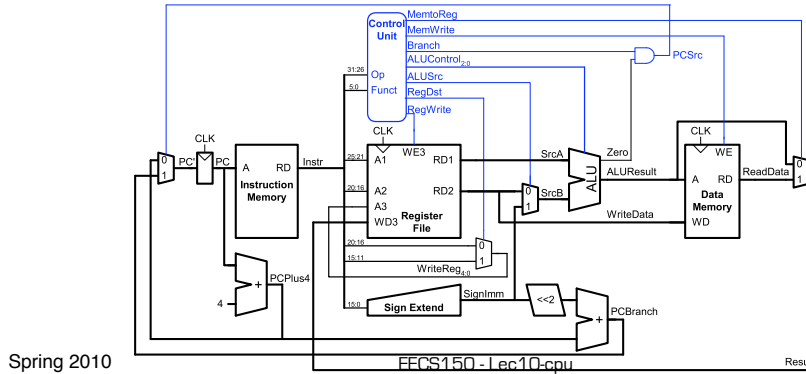 MemtoReg
Control
Unit
MemWrite
Branch
PCSrc
ALUControl2:0
31:26
Op
ALUSrc
5:0
Funct
RegDst
RegWrite
CLK
CLK
CLK
0
1
PC'
PC
A
RD
Instruction
Memory
Instr
25:21
A1
WE3
RD1
SrcA
Zero
WE
0
1
20:16
A2
RD2
0
1
SrcB
ALU
ALUResult
A
RD
ReadData
A3
Data
Memory
WD3
Register
File
WriteData
WD
20:16
0
15:11
1
WriteReg4:0
PCPlus4
+
4
15:0
Sign Extend
SignImm
<<2
+
PCBranch
Spring 2010
EECS150 - Lec10-cpu
Resu